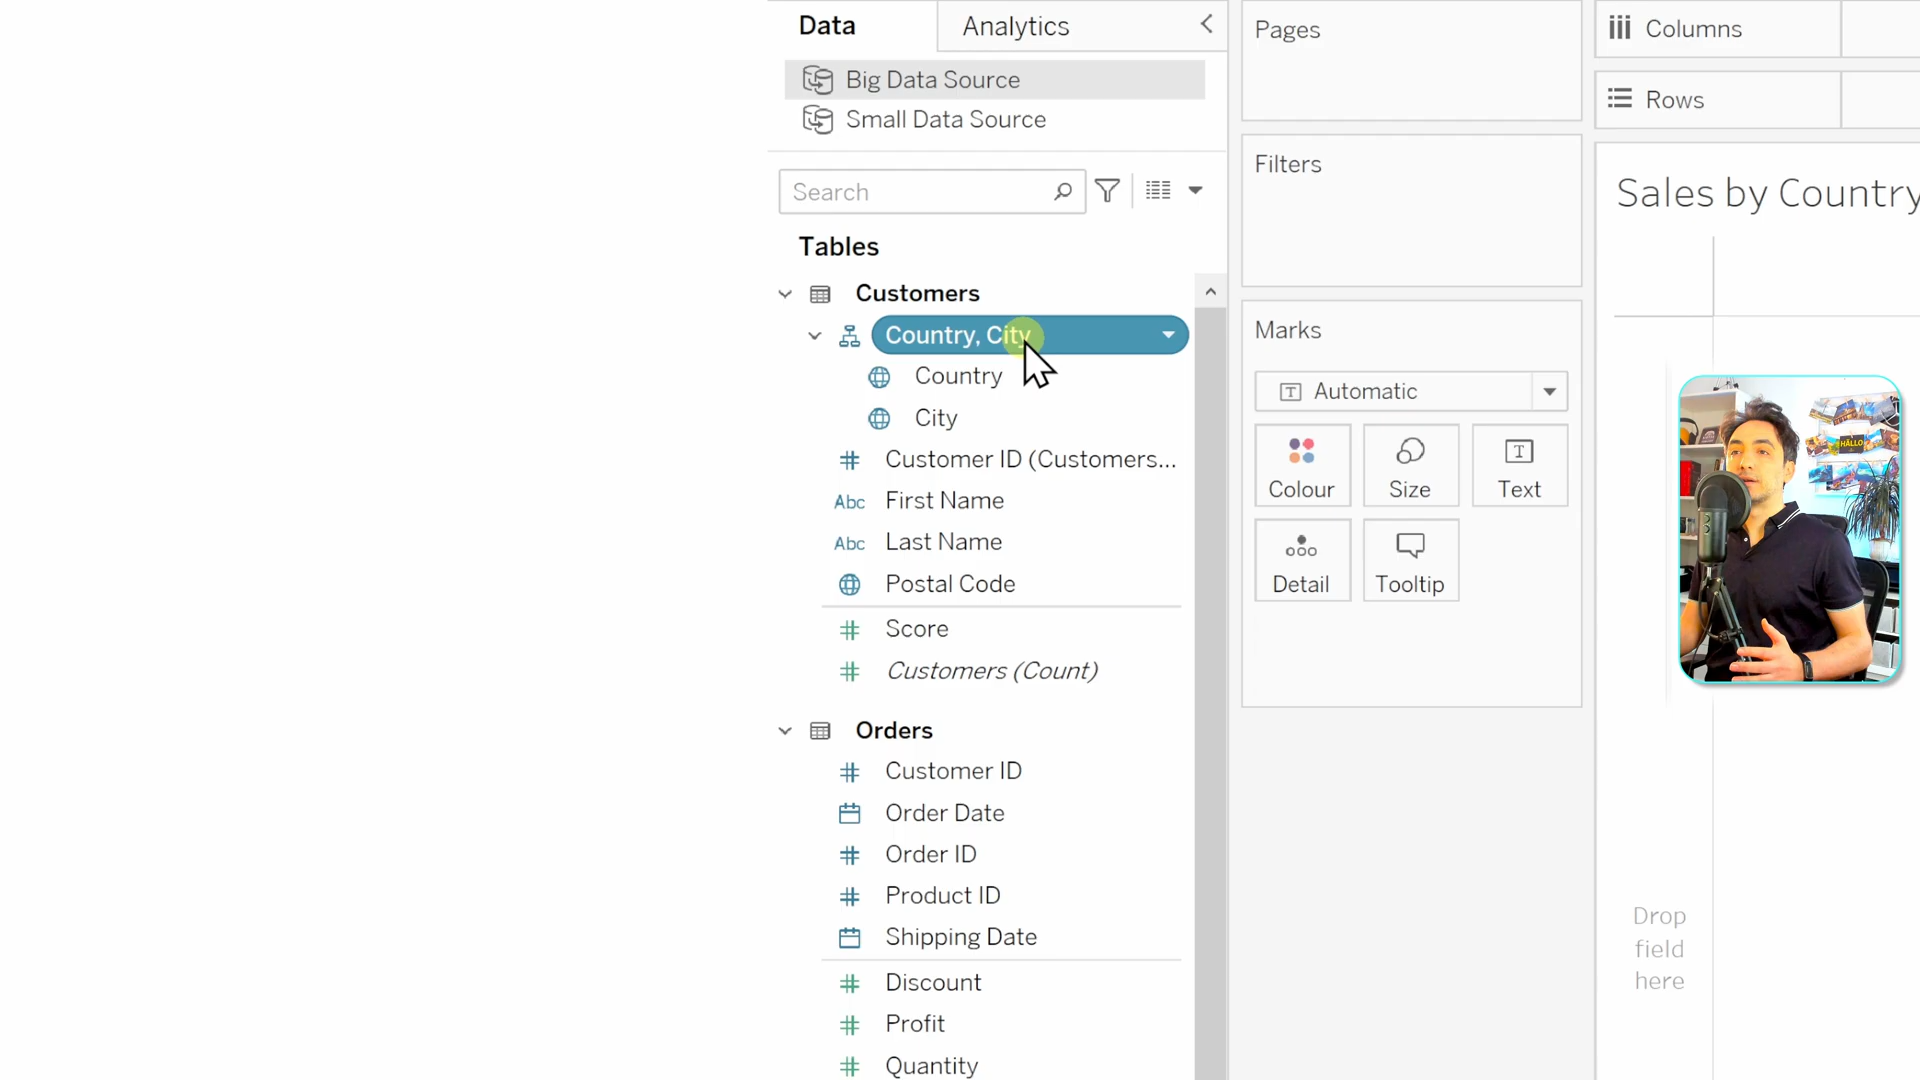 Data
Analytics
Big Data Source
Small Data Source
Search
Tables
Customers
Country, City
Country
City
Customer ID (Customers...
Abc First Name
Abc Last Name
Postal Code
Score
Customers (Count)
Orders
Customer ID
Order Date
Order ID
Product ID
Shipping Date
Discount
Profit
Quantity
Pages
Filters
Marks
T Automatic
Colour
Size
T Text
Detail
Tooltip
Columns
Rows
Sales by Country
HALLO
Drop
field
here